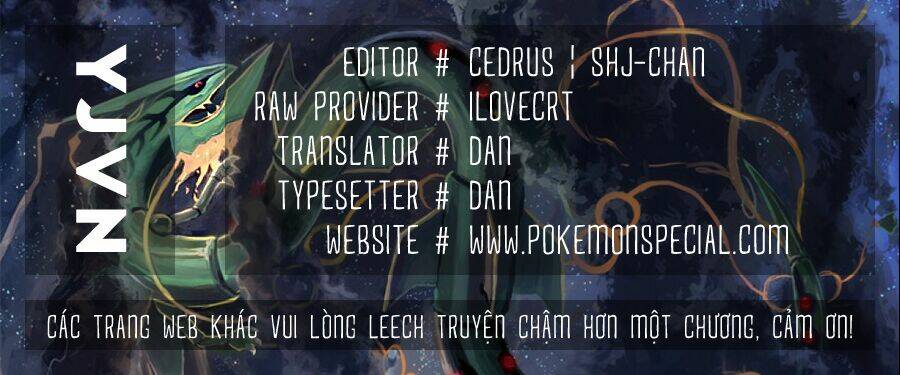 YJVN
EDITOR # CEDRUS | SHJ-CHAN
RAW PROVIDER # ILOVECRT
TRANSLATOR # DAN
TYPESETTER # DAN
WEBSITE # WWW.POKEMONSPECIAL.COM
CÁC TRANG WEB KHÁC VUI LÒNG LEECH TRUYỆN CHẬM HƠN MỘT CHƯƠNG, CẢM ƠN!